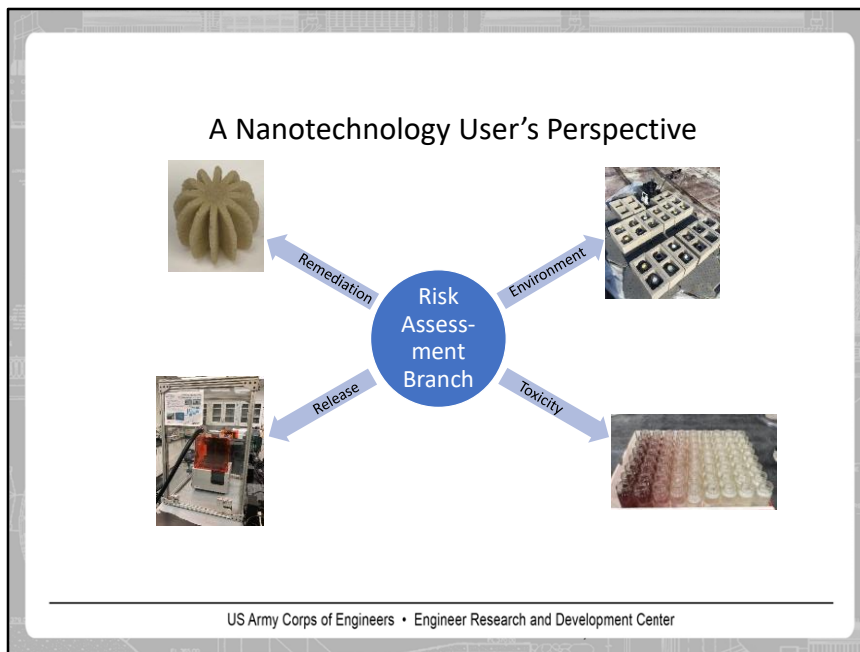 A Nanotechnology User's Perspective
Remediation
Environment
Risk
Assess-
ment
Branch
Release
Toxicity
US Army Corps of Engineers • Engineer Research and Development Center